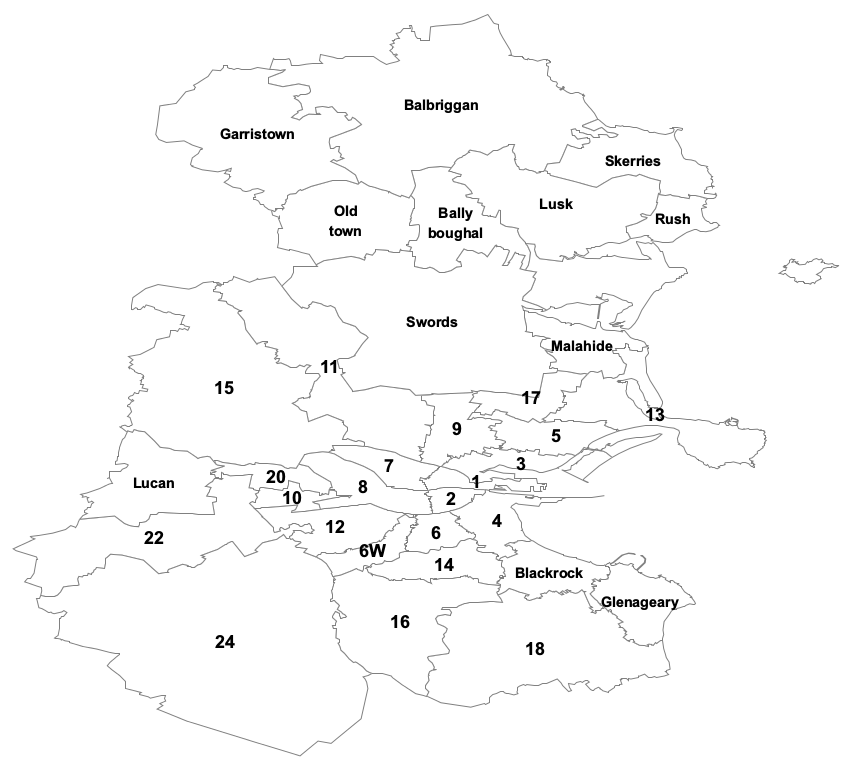 Balbriggan
Garristown
Skerries
Lusk
Old
town
Bally
boughal
Rush
Swords
Malahide
11
15
17
13
9
5
7
3
20
1
Lucan
8
10
2
4
12
6
22
6W
14
Blackrock
Glenageary
16
24
18